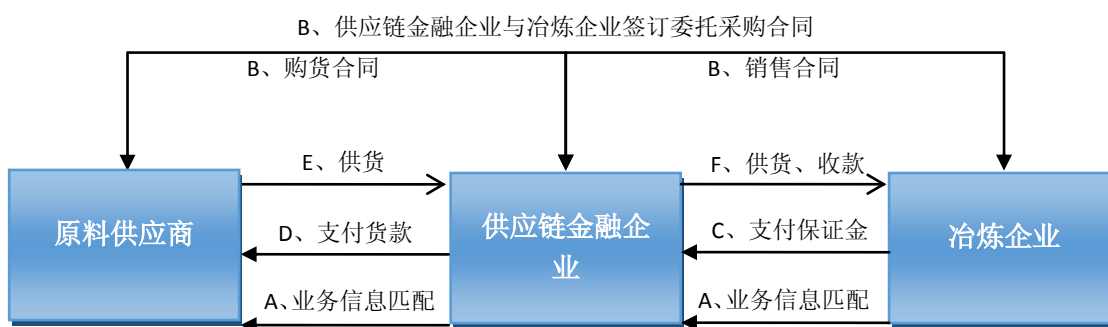 B、供应链金融企业与冶炼企业签订委托采购合同
B、购货合同
B、销售合同
E、供货
F、供货、收款
原料供应商
供应链金融企
业
冶炼企业
D、支付货款
C、支付保证金
A、业务信息匹配
A、业务信息匹配